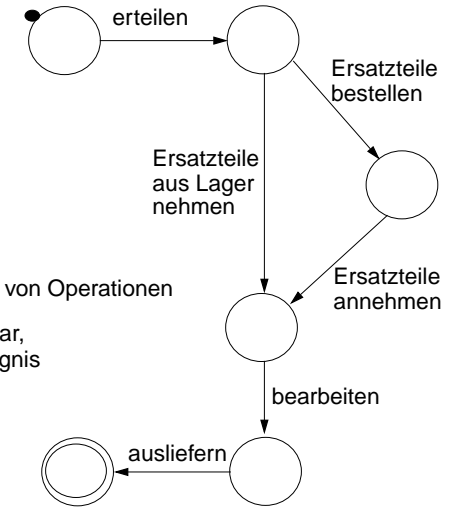 erteilen
Ersatzteile
bestellen
Ersatzteile
aus Lager
nehmen
Ersatzteile
annehmen
von Operationen
ar,
gnis
bearbeiten
ausliefern